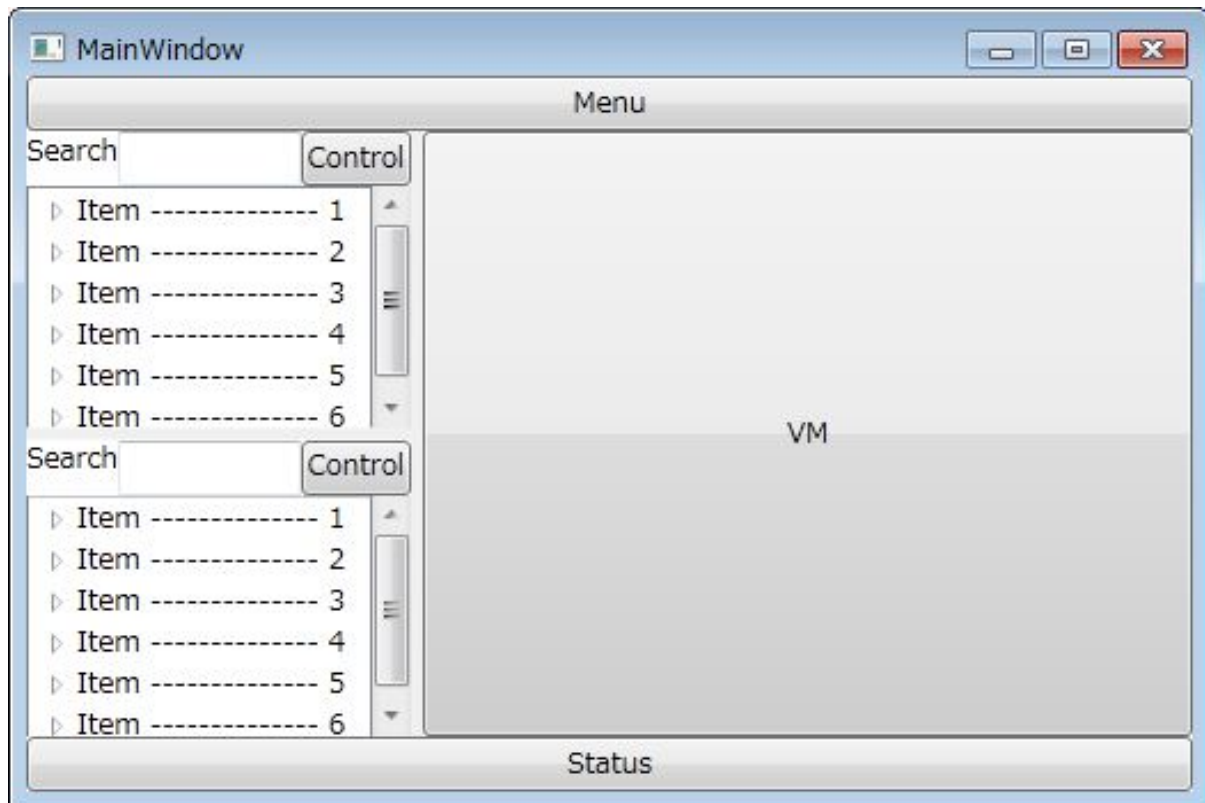 MainWindow
Menu
Search Control
Item -------------- 1
Item -------------- 2
Item -------------- 3
Item -------------- 4
Item -------------- 5
Item -------------- 6
Search Control
Item -------------- 1
Item -------------- 2
Item -------------- 3
Item -------------- 4
Item -------------- 5
Item -------------- 6
VM
Status